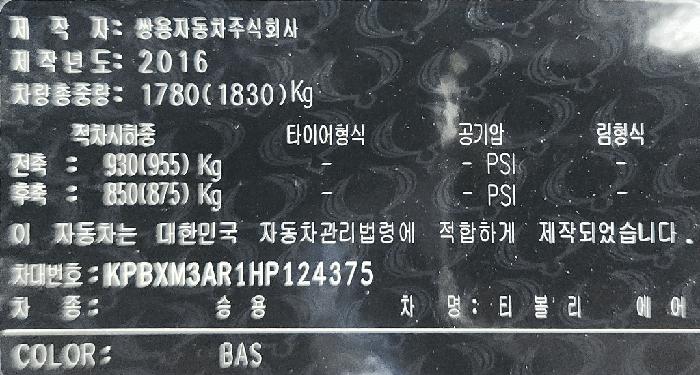 제 작 자: 쌍용자동차주식회사
제작년도: 2016
차량총중량: 1780(1830)Kg
적차시하중 타이어형식 공기압 림형식
전축 : 930(955) Kg - - PSI -
후축 : 850(875) Kg - - PSI -
이 자동차는 대한민국 자동차관리법령에 적합하게 제작되었습니다.
차대번호: KPBXM3AR1HP124375
차 종: 승 용 차 명: 티 볼 리 에 어
COLOR: BAS